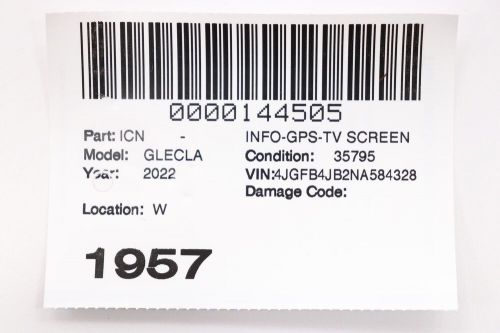 0000144505
Part: ICN - INFO-GPS-TV SCREEN
Model: GLECLA Condition: 35795
Year: 2022 VIN:4JGFB4JB2NA584328
Damage Code:
Location: W
1957